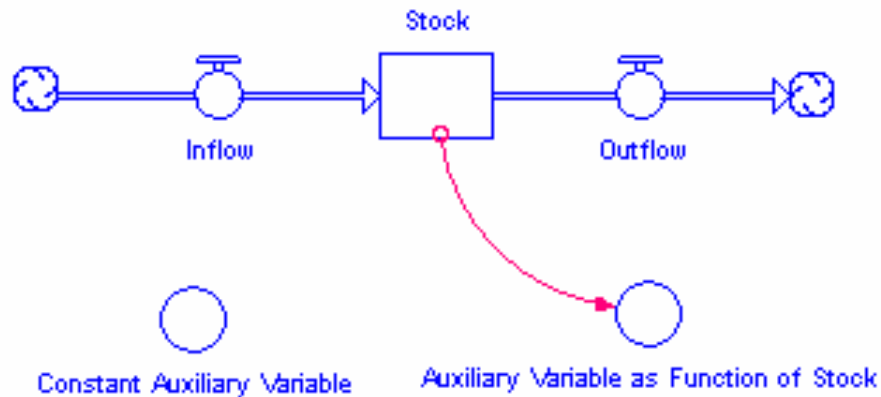 Stock
Inflow
Outflow
Constant Auxiliary Variable
Auxiliary Variable as Function of Stock